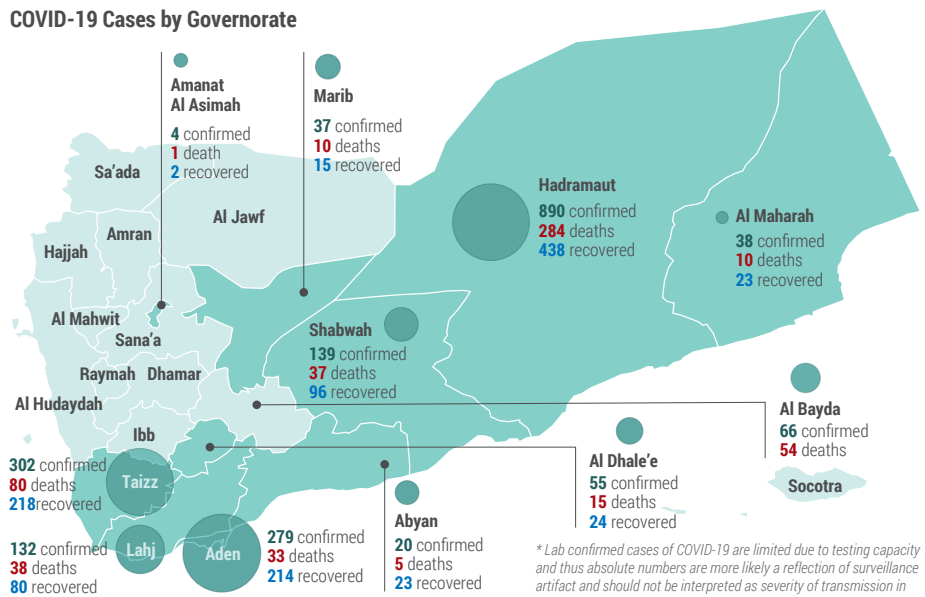 COVID-19 Cases by Governorate
Amanat
Al Asimah
4 confirmed
1 death
2 recovered
Marib
37 confirmed
10 deaths
15 recovered
Sa’ada
Al Jawf
Amran
Hajjah
Hadramaut
890 confirmed
284 deaths
438 recovered
Al Maharah
38 confirmed
10 deaths
23 recovered
Al Mahwit
Sana’a
Shabwah
139 confirmed
37 deaths
96 recovered
Raymah
Dhamar
Al Hudaydah
Ibb
Al Bayda
66 confirmed
54 deaths
302 confirmed
80 deaths
218recovered
Taizz
Al Dhale’e
55 confirmed
15 deaths
24 recovered
Socotra
132 confirmed
38 deaths
80 recovered
Lahj
Aden
279 confirmed
33 deaths
214 recovered
Abyan
20 confirmed
5 deaths
23 recovered
* Lab confirmed cases of COVID-19 are limited due to testing capacity
and thus absolute numbers are more likely a reflection of surveillance
artifact and should not be interpreted as severity of transmission in